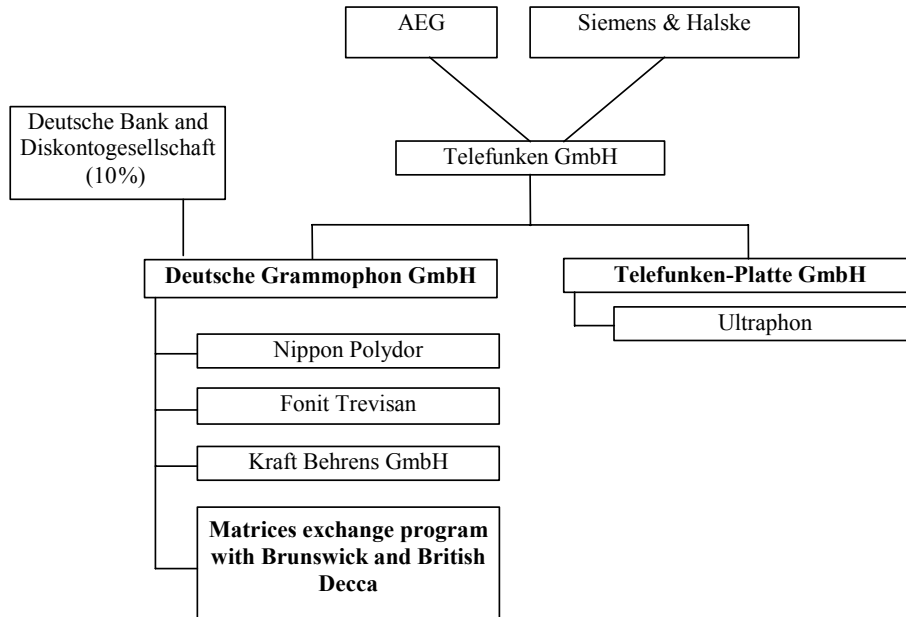 AEG
Siemens & Halske
Deutsche Bank and
Diskontogesellschaft
(10%)
Telefunken GmbH
Deutsche Grammophon GmbH
Telefunken-Platte GmbH
Ultraphon
Nippon Polydor
Fonit Trevisan
Kraft Behrens GmbH
Matrices exchange program
with Brunswick and British
Decca